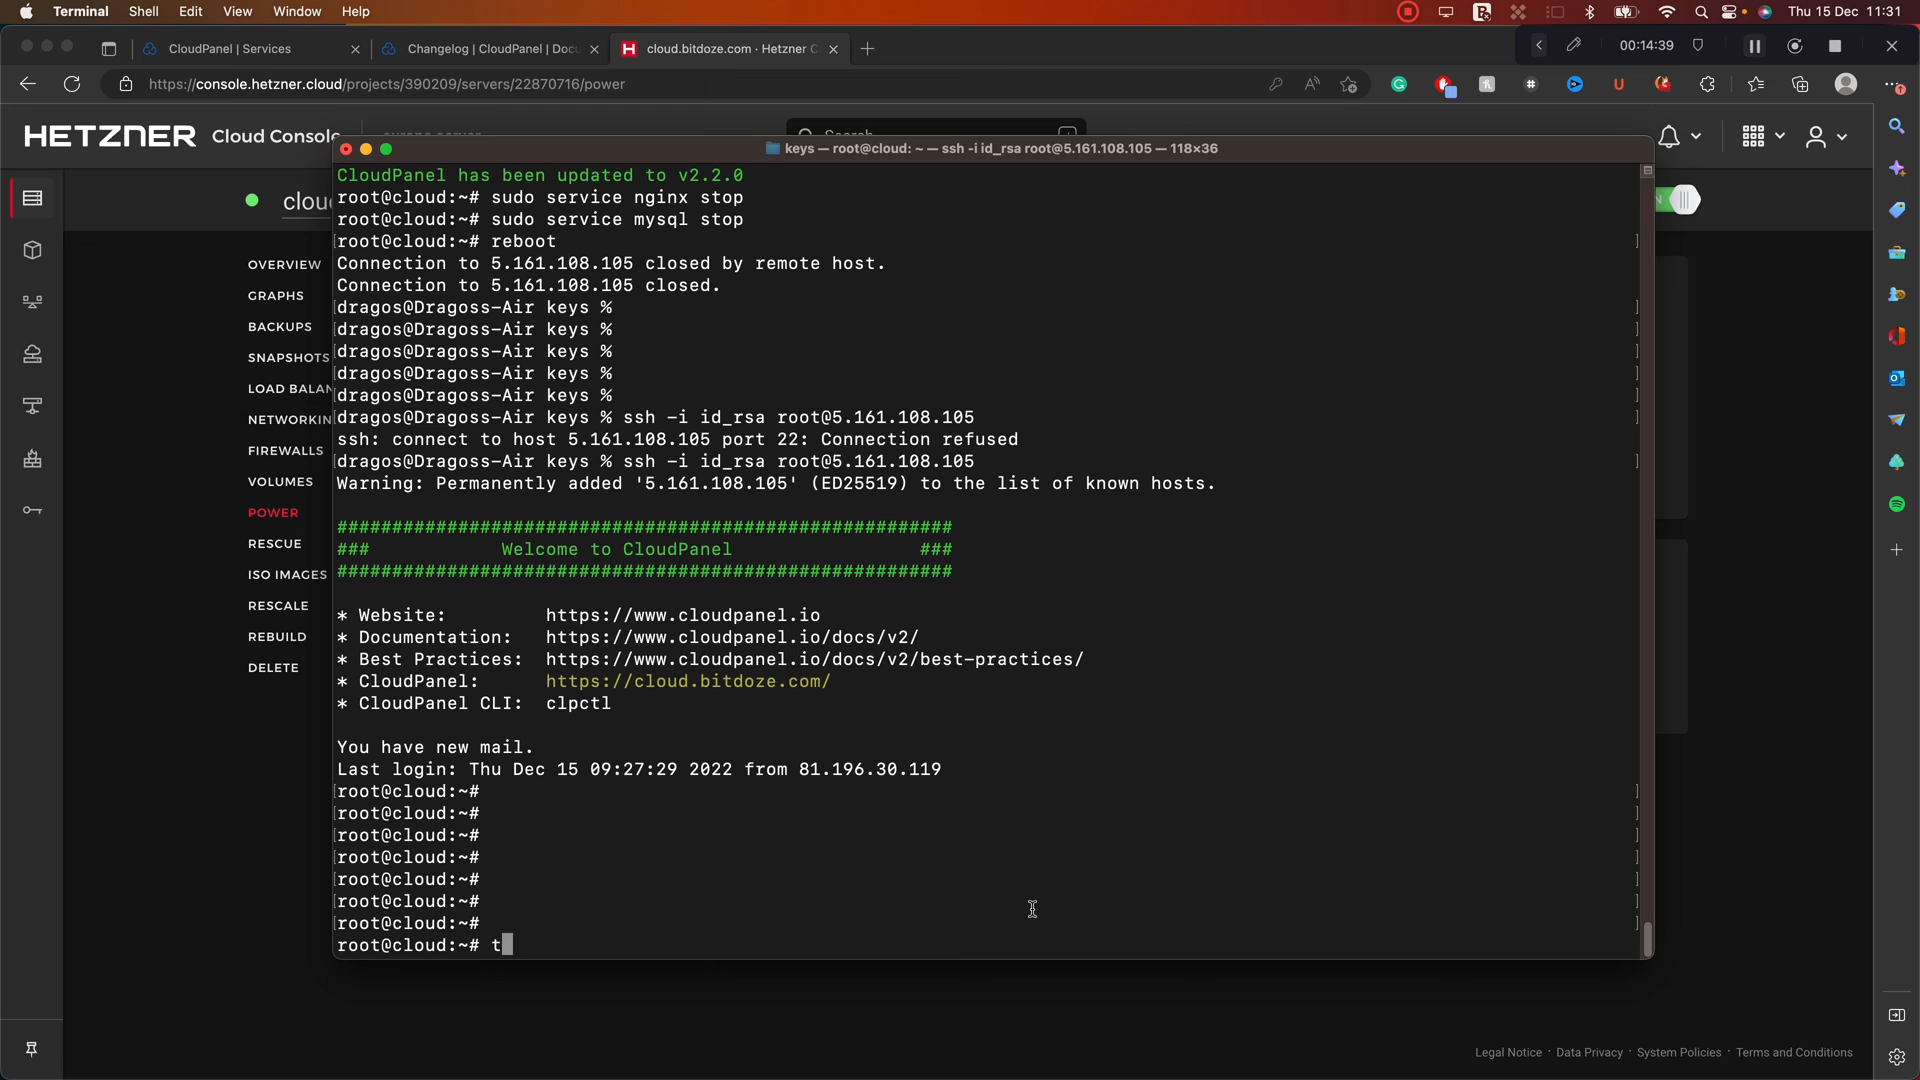 Terminal Shell Edit View Window Help
Thu 15 Dec 11:31
CloudPanel | Services
Changelog | CloudPanel | Docu
H cloud.bitdoze.com · Hetzner C
00:14:39
https://console.hetzner.cloud/projects/390209/servers/22870716/power
HETZNER Cloud Console
Search
keys — root@cloud: ~ — ssh -i id_rsa root@5.161.108.105 — 118×36
clou
OVERVIEW
GRAPHS
BACKUPS
SNAPSHOTS
LOAD BALAN
NETWORKIN
FIREWALLS
VOLUMES
POWER
RESCUE
ISO IMAGES
RESCALE
REBUILD
DELETE
CloudPanel has been updated to v2.2.0
root@cloud:~# sudo service nginx stop
root@cloud:~# sudo service mysql stop
[root@cloud:~# reboot ]
Connection to 5.161.108.105 closed by remote host.
Connection to 5.161.108.105 closed.
[dragos@Dragoss-Air keys % ]
[dragos@Dragoss-Air keys % ]
[dragos@Dragoss-Air keys % ]
[dragos@Dragoss-Air keys % ]
[dragos@Dragoss-Air keys % ]
[dragos@Dragoss-Air keys % ssh -i id_rsa root@5.161.108.105 ]
ssh: connect to host 5.161.108.105 port 22: Connection refused
[dragos@Dragoss-Air keys % ssh -i id_rsa root@5.161.108.105 ]
Warning: Permanently added '5.161.108.105' (ED25519) to the list of known hosts.
########################################################
### Welcome to CloudPanel ###
########################################################
* Website: https://www.cloudpanel.io
* Documentation: https://www.cloudpanel.io/docs/v2/
* Best Practices: https://www.cloudpanel.io/docs/v2/best-practices/
* CloudPanel: https://cloud.bitdoze.com/
* CloudPanel CLI: clpctl
You have new mail.
Last login: Thu Dec 15 09:27:29 2022 from 81.196.30.119
[root@cloud:~# ]
[root@cloud:~# ]
[root@cloud:~# ]
[root@cloud:~# ]
[root@cloud:~# ]
[root@cloud:~# ]
[root@cloud:~# ]
root@cloud:~# t
Legal Notice · Data Privacy · System Policies · Terms and Conditions